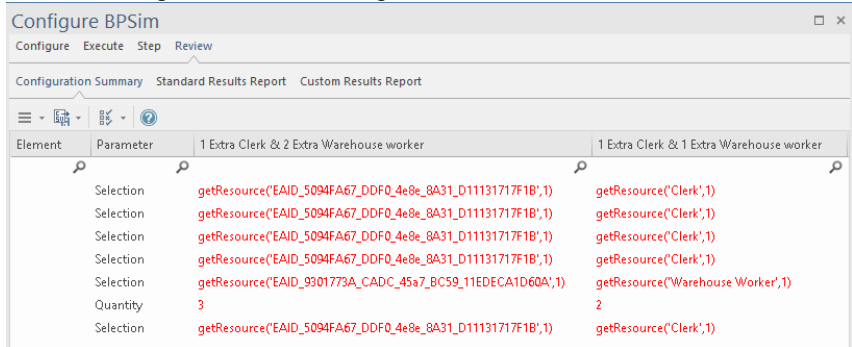 Configure BPSim
Configure Execute Step Review
Configuration Summary Standard Results Report Custom Results Report
Element Parameter 1 Extra Clerk & 2 Extra Warehouse worker 1 Extra Clerk & 1 Extra Warehouse worker
Selection getResource('EAID_5094FA67_DDF0_4e8e_8A31_D11131717F1B',1) getResource('Clerk',1)
Selection getResource('EAID_5094FA67_DDF0_4e8e_8A31_D11131717F1B',1) getResource('Clerk',1)
Selection getResource('EAID_5094FA67_DDF0_4e8e_8A31_D11131717F1B',1) getResource('Clerk',1)
Selection getResource('EAID_5094FA67_DDF0_4e8e_8A31_D11131717F1B',1) getResource('Clerk',1)
Selection getResource('EAID_9301773A_CADC_45a7_BC59_11EDECA1D60A',1) getResource('Warehouse Worker',1)
Quantity 3 2
Selection getResource('EAID_5094FA67_DDF0_4e8e_8A31_D11131717F1B',1) getResource('Clerk',1)